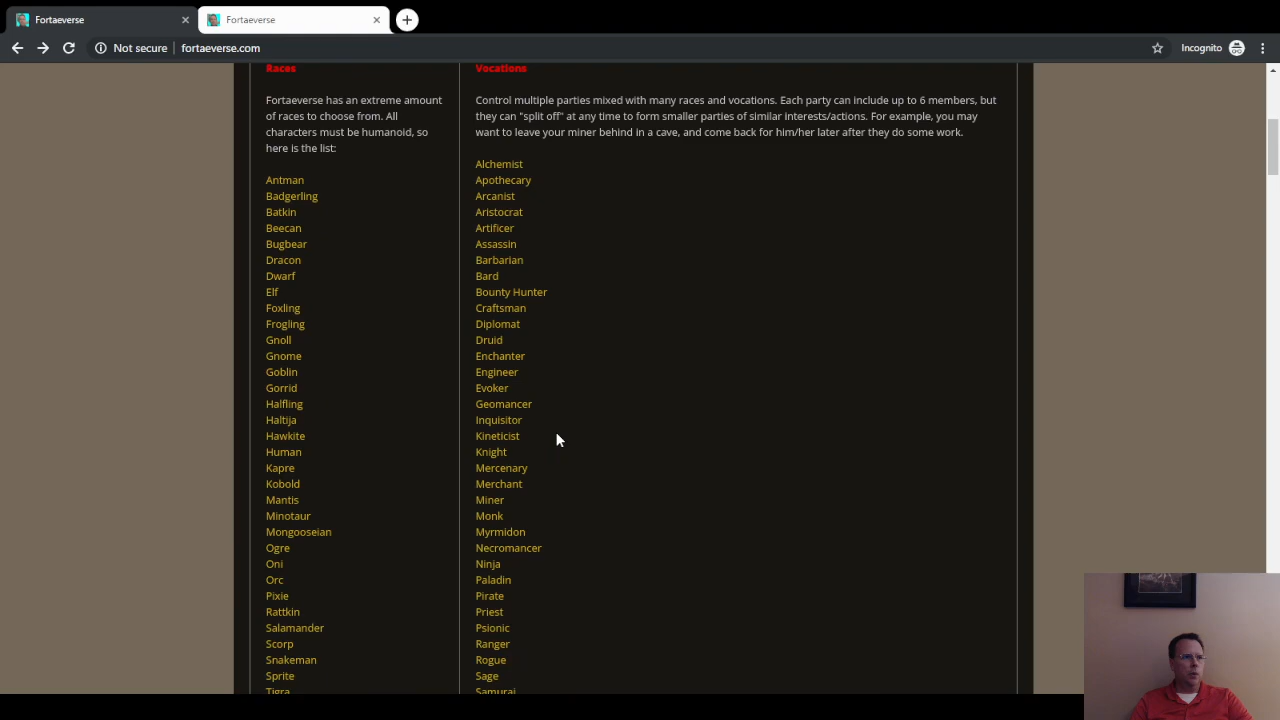 Fortaeverse
Fortaeverse
Not secure
fortaeverse.com
Incognito
Races
Fortaeverse has an extreme amount
of races to choose from. All
characters must be humanoid, so
here is the list:
Antman
Badgerling
Batkin
Beecan
Bugbear
Dracon
Dwarf
Elf
Foxling
Frogling
Gnoll
Gnome
Goblin
Gorrid
Halfling
Haltija
Hawkite
Human
Kapre
Kobold
Mantis
Minotaur
Mongooseian
Ogre
Oni
Orc
Pixie
Rattkin
Salamander
Scorp
Snakeman
Sprite
Tigra
Vocations
Control multiple parties mixed with many races and vocations. Each party can include up to 6 members, but
they can "split off" at any time to form smaller parties of similar interests/actions. For example, you may
want to leave your miner behind in a cave, and come back for him/her later after they do some work.
Alchemist
Apothecary
Arcanist
Aristocrat
Artificer
Assassin
Barbarian
Bard
Bounty Hunter
Craftsman
Diplomat
Druid
Enchanter
Engineer
Evoker
Geomancer
Inquisitor
Kineticist
Knight
Mercenary
Merchant
Miner
Monk
Myrmidon
Necromancer
Ninja
Paladin
Pirate
Priest
Psionic
Ranger
Rogue
Sage
Samurai